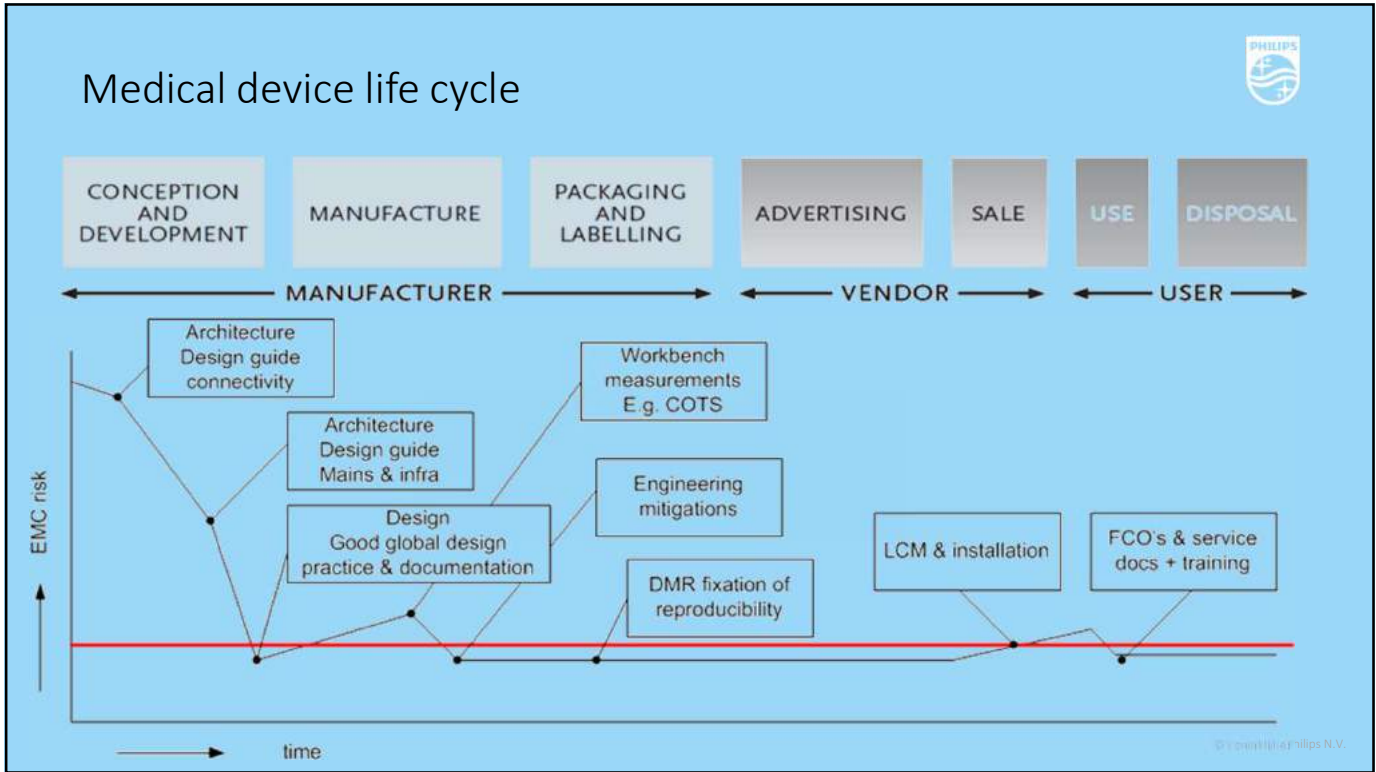 Medical device life cycle
PHILIPS
CONCEPTION
AND
DEVELOPMENT
MANUFACTURE
PACKAGING
AND
LABELLING
ADVERTISING
SALE
USE
DISPOSAL
MANUFACTURER
VENDOR
USER
Architecture
Design guide
connectivity
Workbench
measurements
E.g. COTS
Architecture
Design guide
Mains & infra
Engineering
mitigations
Design
Good global design
practice & documentation
LCM & installation
FCO's & service
docs + training
DMR fixation of
reproducibility
EMC risk
time
© Philips N.V.